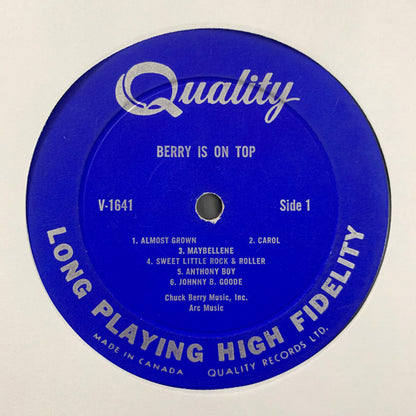 Quality
BERRY IS ON TOP
V-1641 Side 1
1. ALMOST GROWN 2. CAROL
3. MAYBELLENE
4. SWEET LITTLE ROCK & ROLLER
5. ANTHONY BOY
6. JOHNNY B. GOODE
Chuck Berry Music, Inc.
Arc Music
LONG PLAYING HIGH FIDELITY
MADE IN CANADA QUALITY RECORDS LTD.